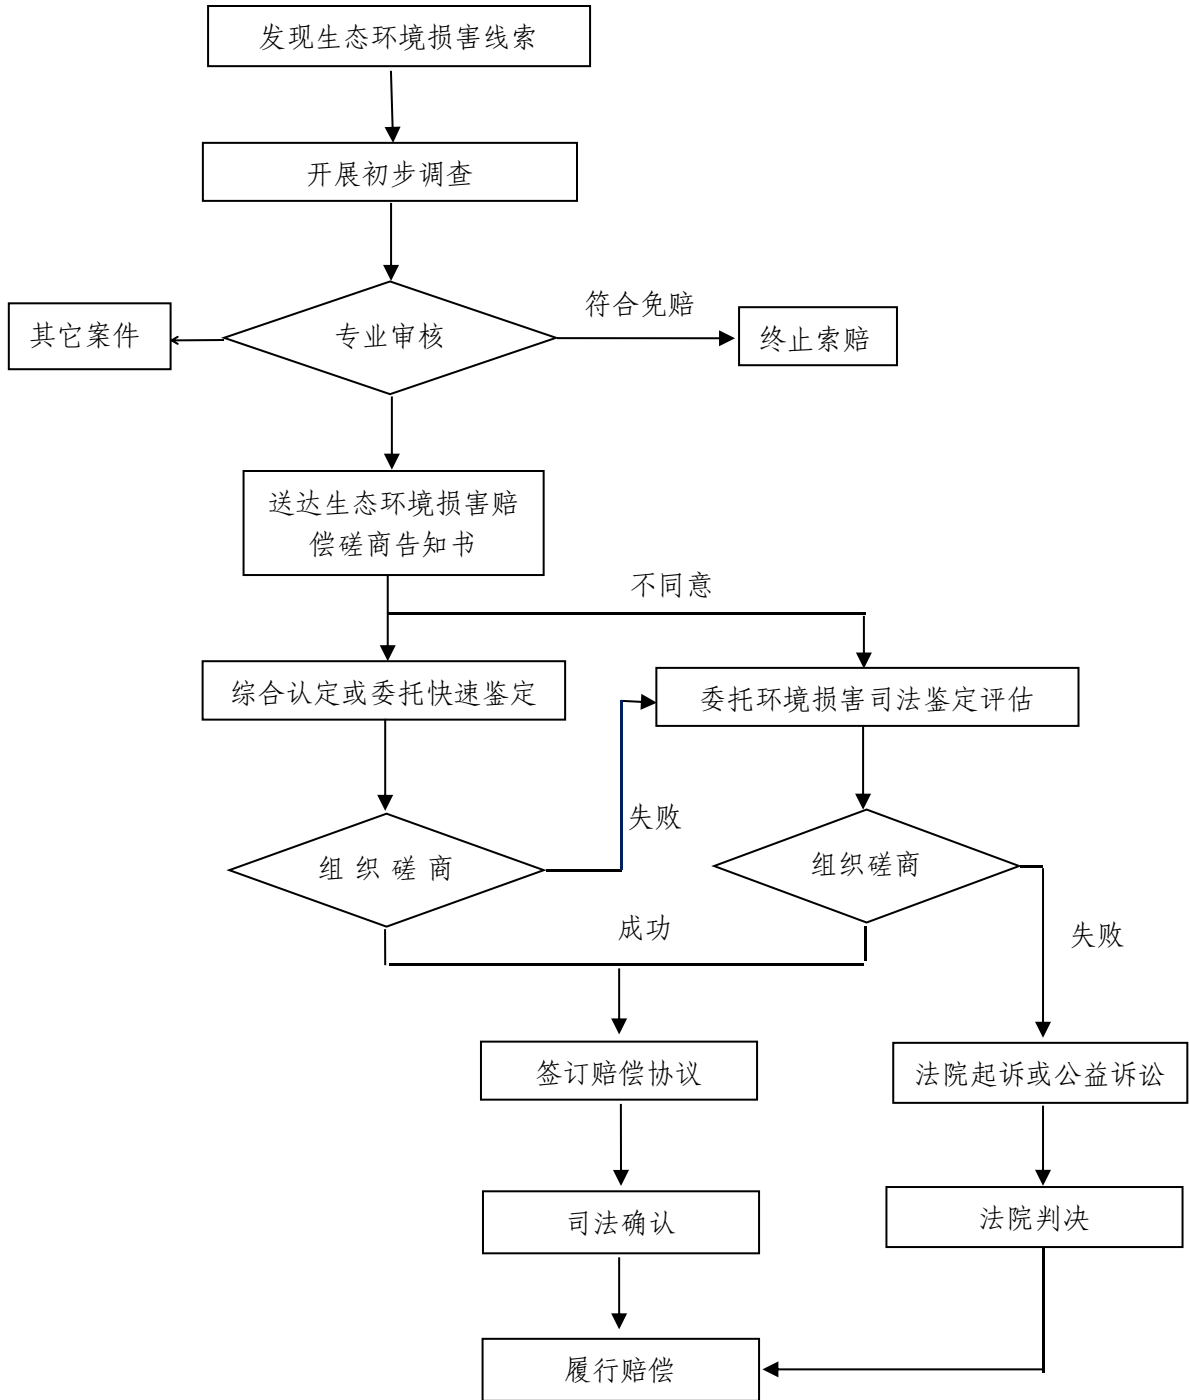 发现生态环境损害线索
开展初步调查
符合免赔
其它案件
专业审核
终止索赔
送达生态环境损害赔
偿磋商告知书
不同意
综合认定或委托快速鉴定
委托环境损害司法鉴定评估
失败
组织磋商
组织磋商
成功
失败
签订赔偿协议
法院起诉或公益诉讼
司法确认
法院判决
履行赔偿